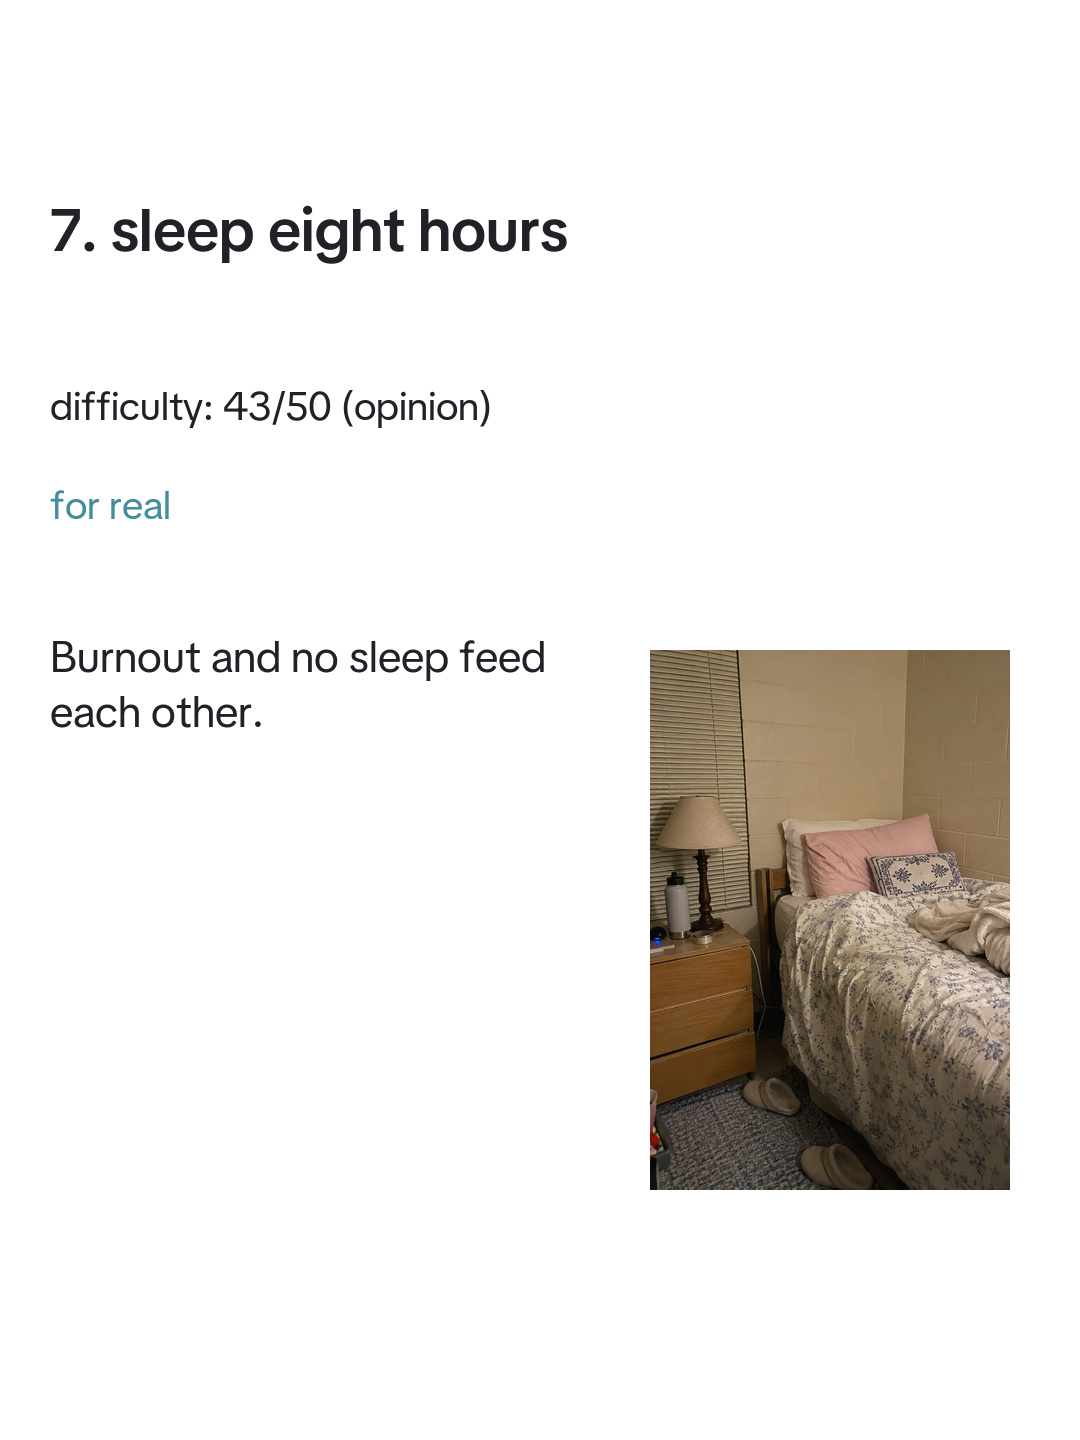 7. sleep eight hours
difficulty: 43/50 (opinion)
for real
Burnout and no sleep feed
each other.